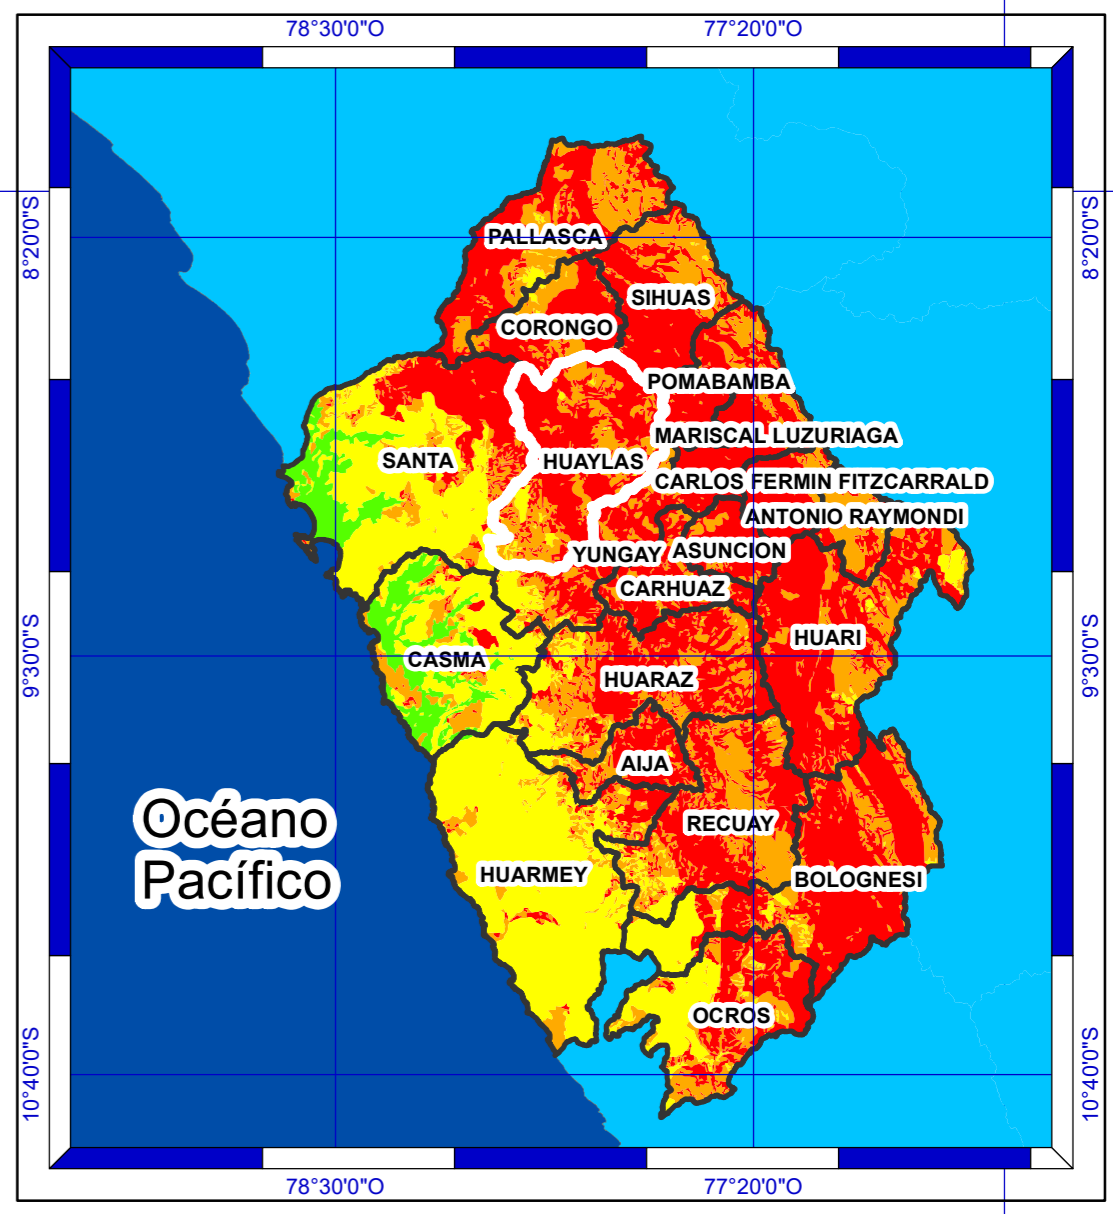 78°30'0"O 77°20'0"O
8°20'0"S 8°20'0"S
PALLASCA
SIHUAS
CORONGO
POMABAMBA
MARISCAL LUZURIAGA
SANTA HUAYLAS
CARLOS FERMIN FITZCARRALD
ANTONIO RAYMONDI
YUNGAY ASUNCION
CARHUAZ
HUARI
9°30'0"S 9°30'0"S
CASMA
HUARAZ
AIJA
Océano
Pacífico
RECUAY
HUARMEY
BOLOGNESI
OCROS
10°40'0"S 10°40'0"S
78°30'0"O 77°20'0"O